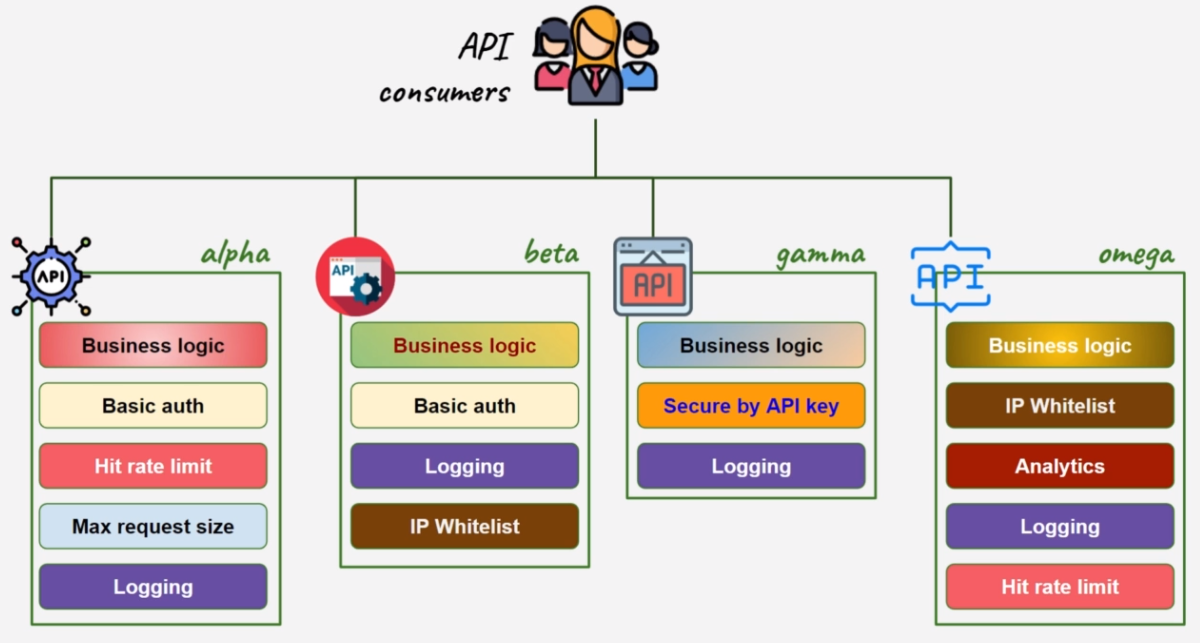 API
consumers
alpha
API
Business logic
Basic auth
Hit rate limit
Max request size
Logging
beta
API
Business logic
Basic auth
Logging
IP Whitelist
gamma
API
Business logic
Secure by API key
Logging
omega
API
Business logic
IP Whitelist
Analytics
Logging
Hit rate limit